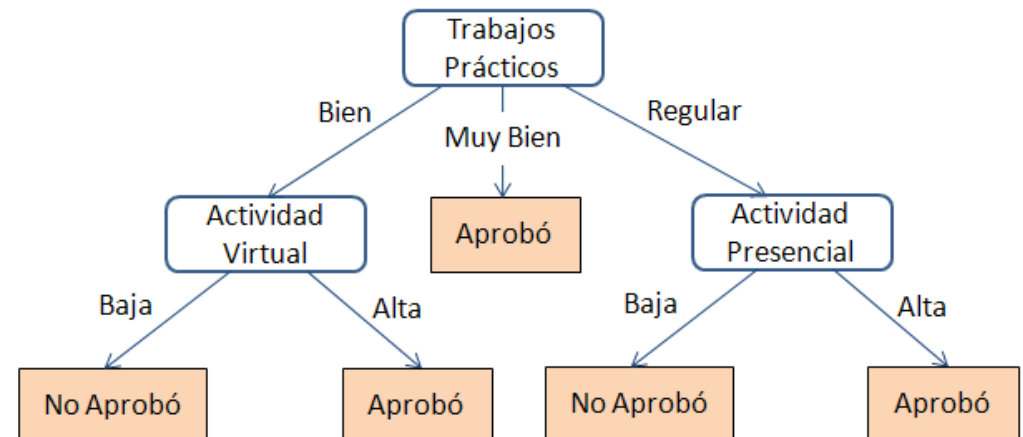 Trabajos
Prácticos
Bien
Muy Bien
Regular
Actividad
Virtual
Aprobó
Actividad
Presencial
Baja
Alta
Baja
Alta
No Aprobó
Aprobó
No Aprobó
Aprobó